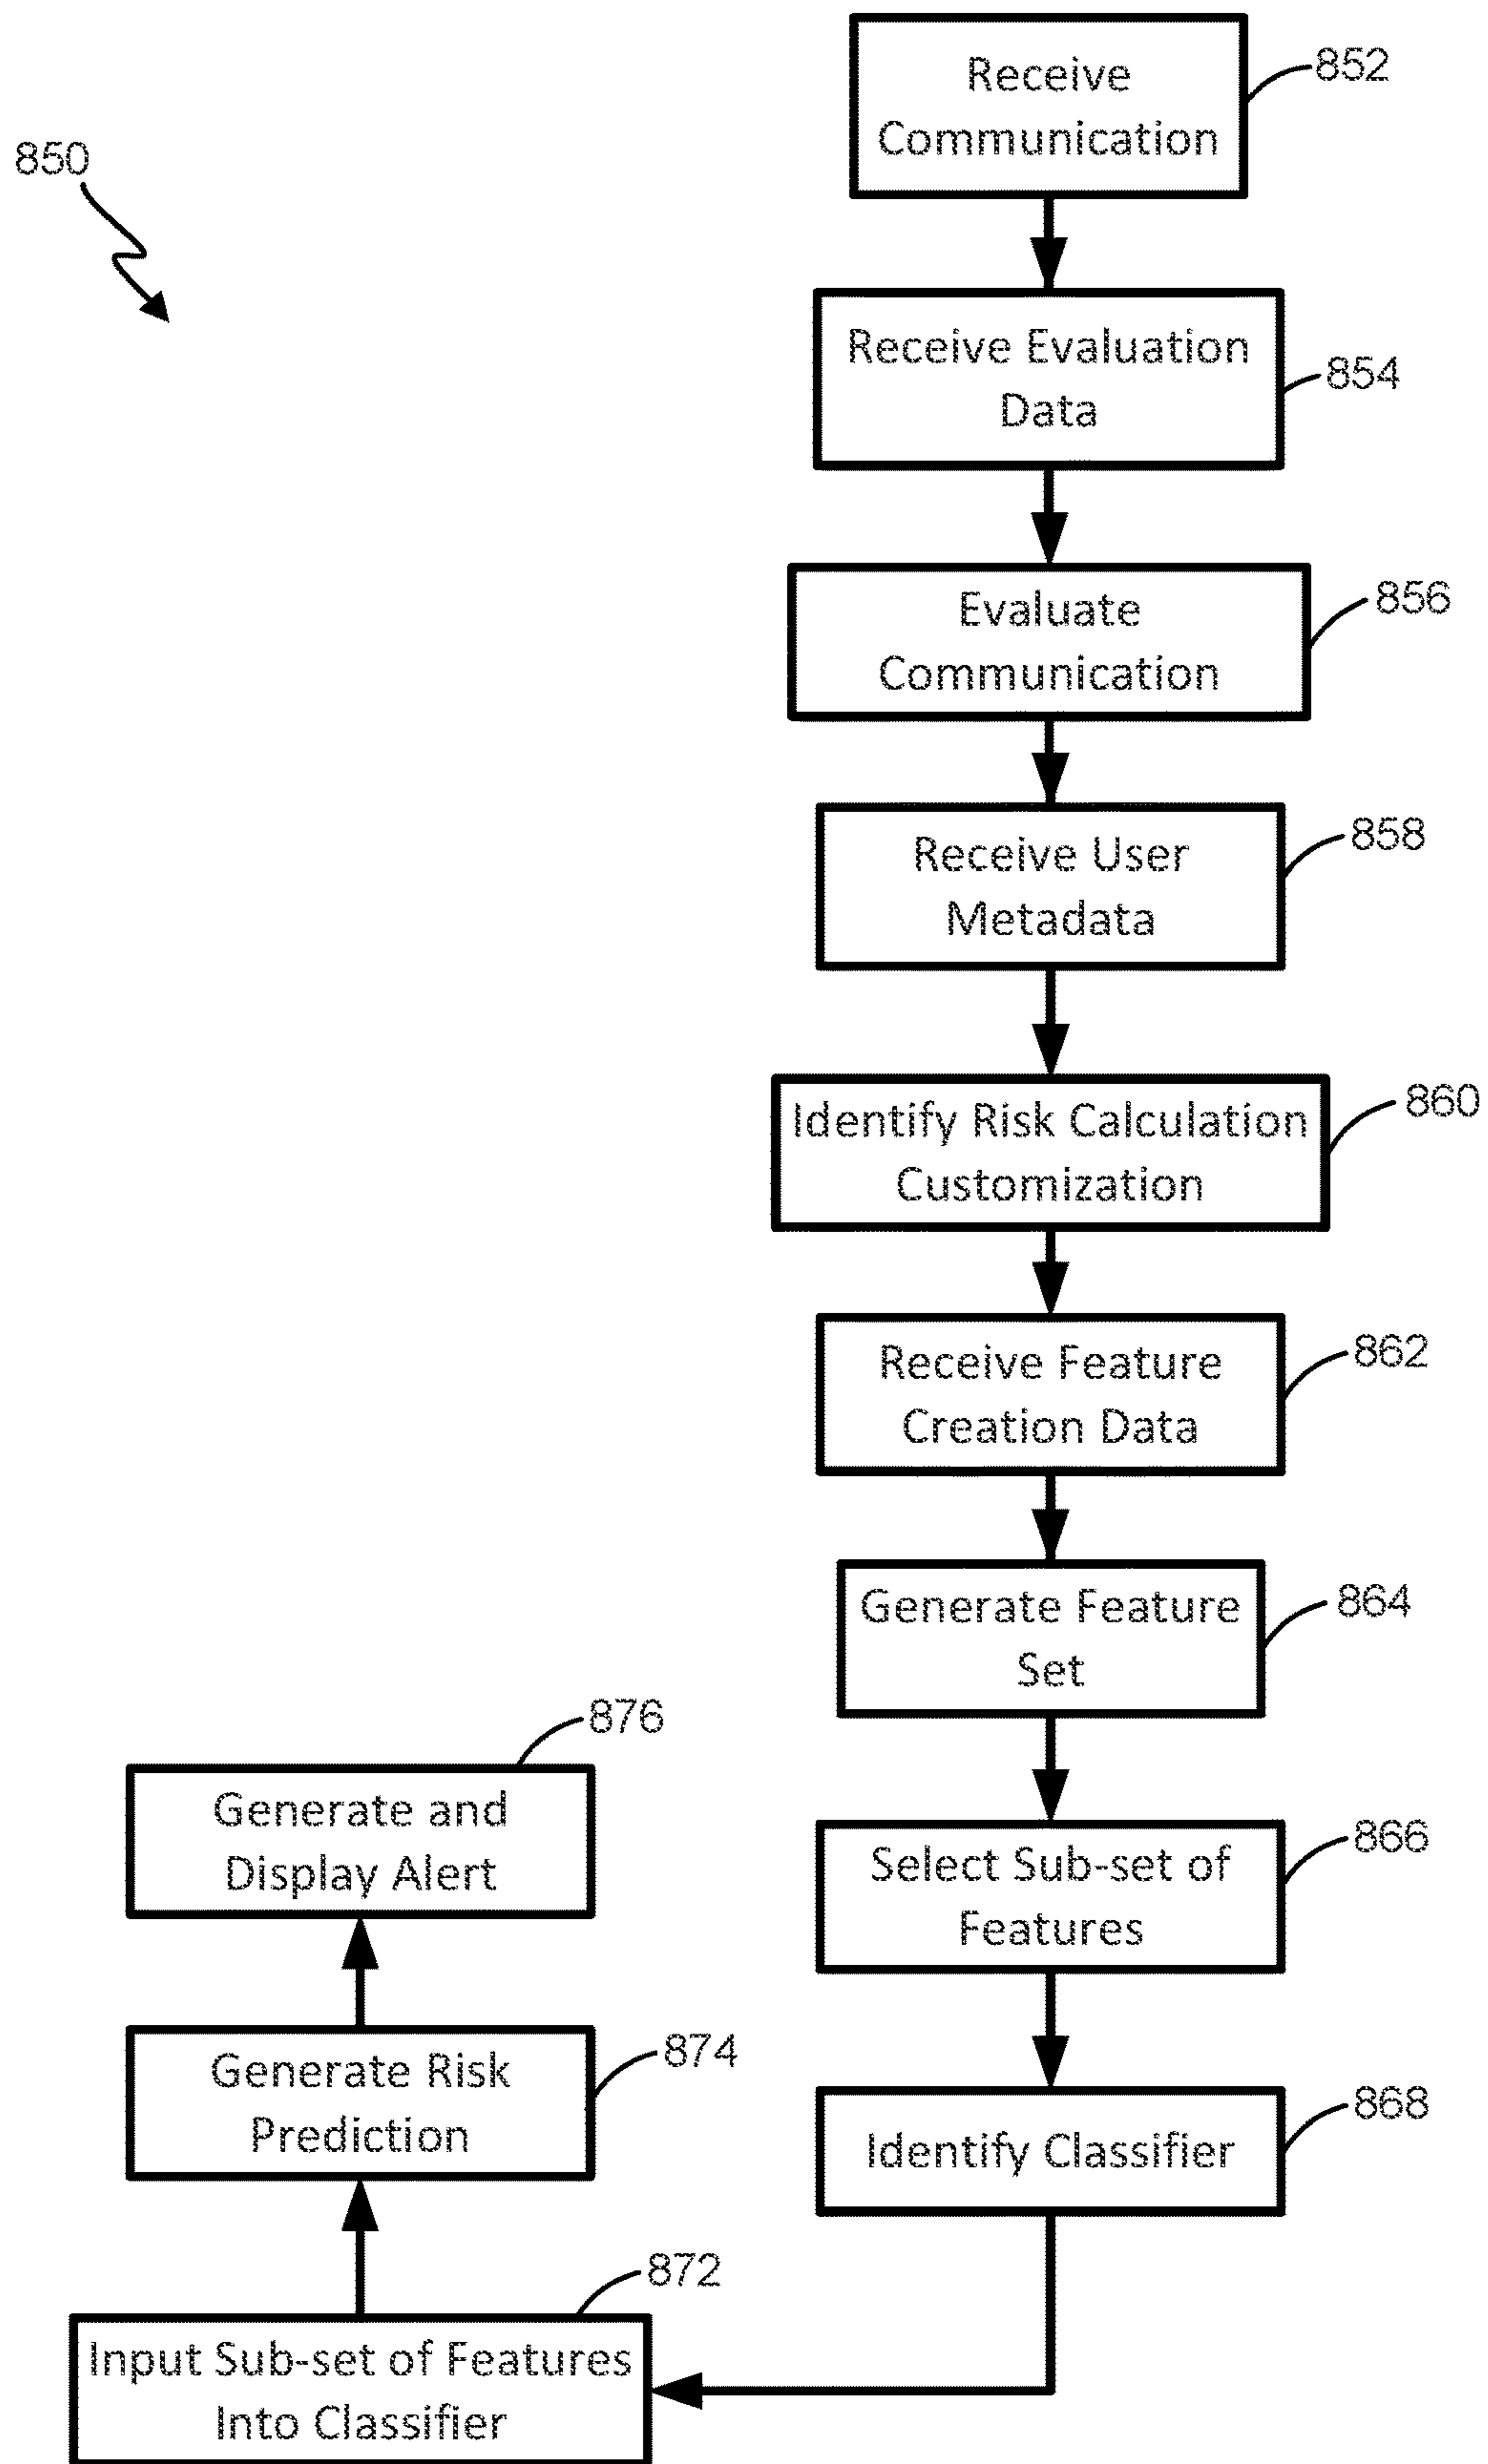 850
Receive
Communication
852
Receive Evaluation
Data
854
Evaluate
Communication
856
Receive User
Metadata
858
Identify Risk Calculation
Customization
860
Receive Feature
Creation Data
862
Generate Feature
Set
864
Select Sub-set of
Features
866
Identify Classifier
868
Input Sub-set of Features
Into Classifier
872
Generate Risk
Prediction
874
Generate and
Display Alert
876